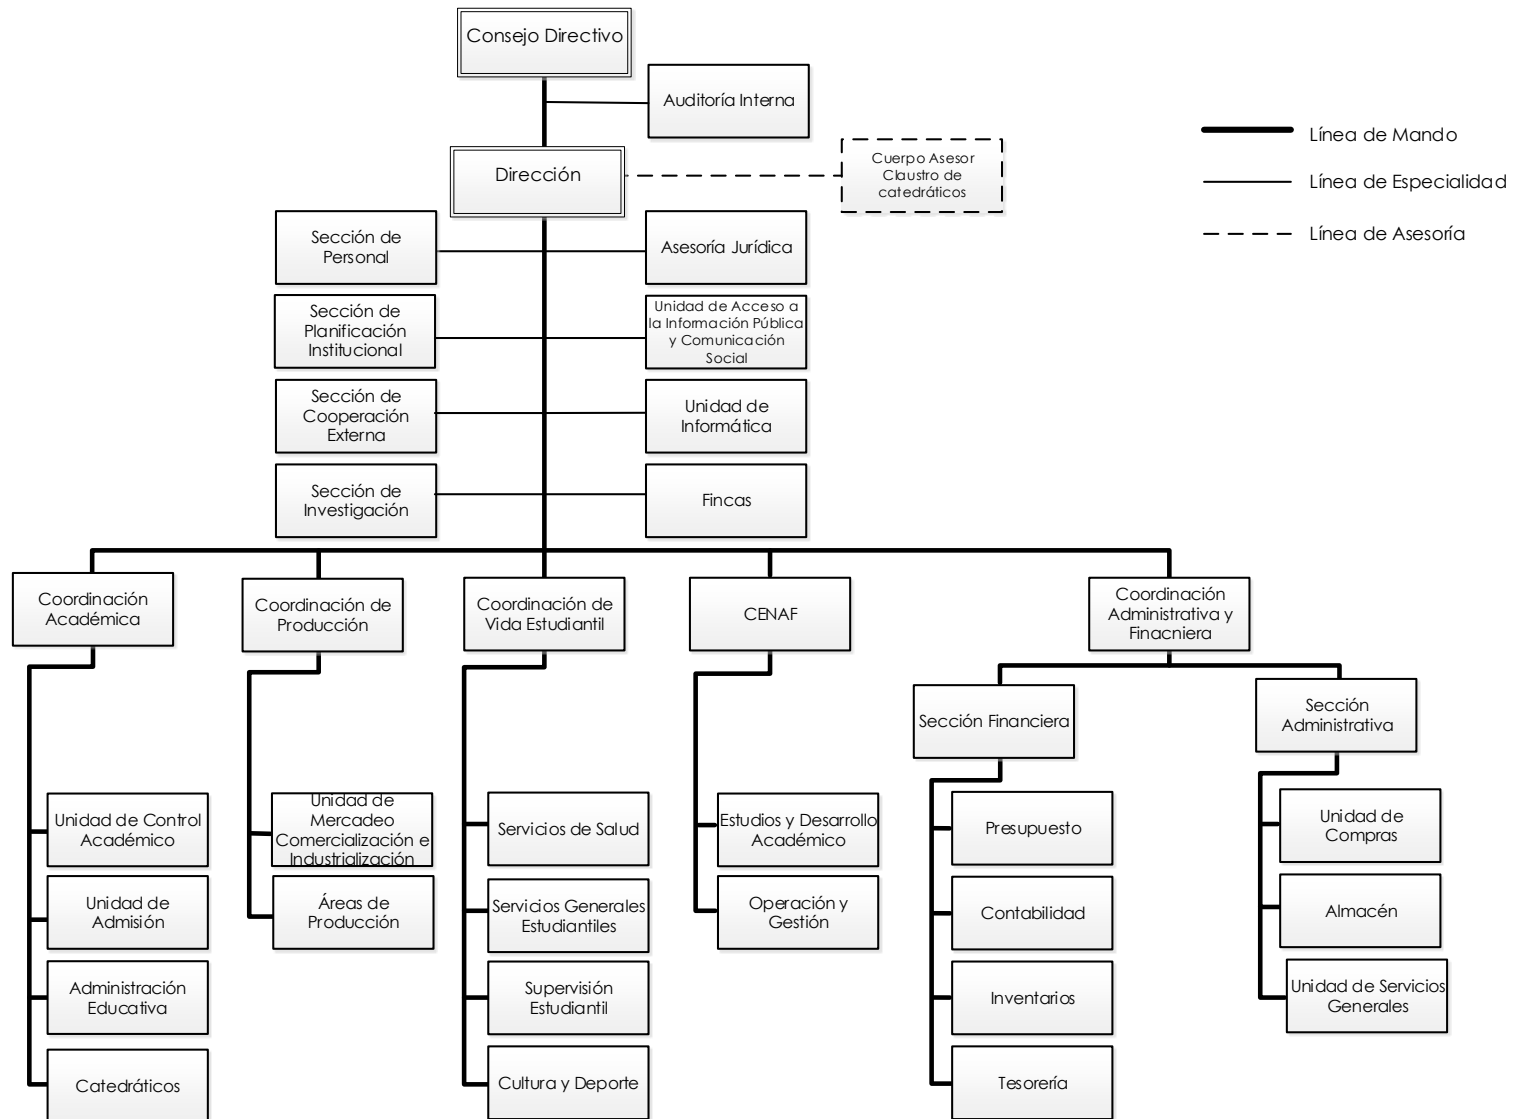 Consejo Directivo
Auditoría Interna
Dirección
Cuerpo Asesor
Claustro de
catedráticos
Línea de Mando
Línea de Especialidad
Línea de Asesoría
Sección de
Personal
Asesoría Jurídica
Sección de
Planificación
Institucional
Unidad de Acceso a
la Información Pública
y Comunicación
Social
Sección de
Cooperación
Externa
Unidad de
Informática
Sección de
Investigación
Fincas
Coordinación
Académica
Coordinación de
Producción
Coordinación de
Vida Estudiantil
CENAF
Coordinación
Administrativa y
Finacniera
Sección Financiera
Sección
Administrativa
Unidad de Control
Académico
Unidad de
Admisión
Administración
Educativa
Catedráticos
Unidad de
Mercadeo
Comercialización e
Industrialización
Áreas de
Producción
Servicios de Salud
Servicios Generales
Estudiantiles
Supervisión
Estudiantil
Cultura y Deporte
Estudios y Desarrollo
Académico
Operación y
Gestión
Presupuesto
Contabilidad
Inventarios
Tesorería
Unidad de
Compras
Almacén
Unidad de Servicios
Generales